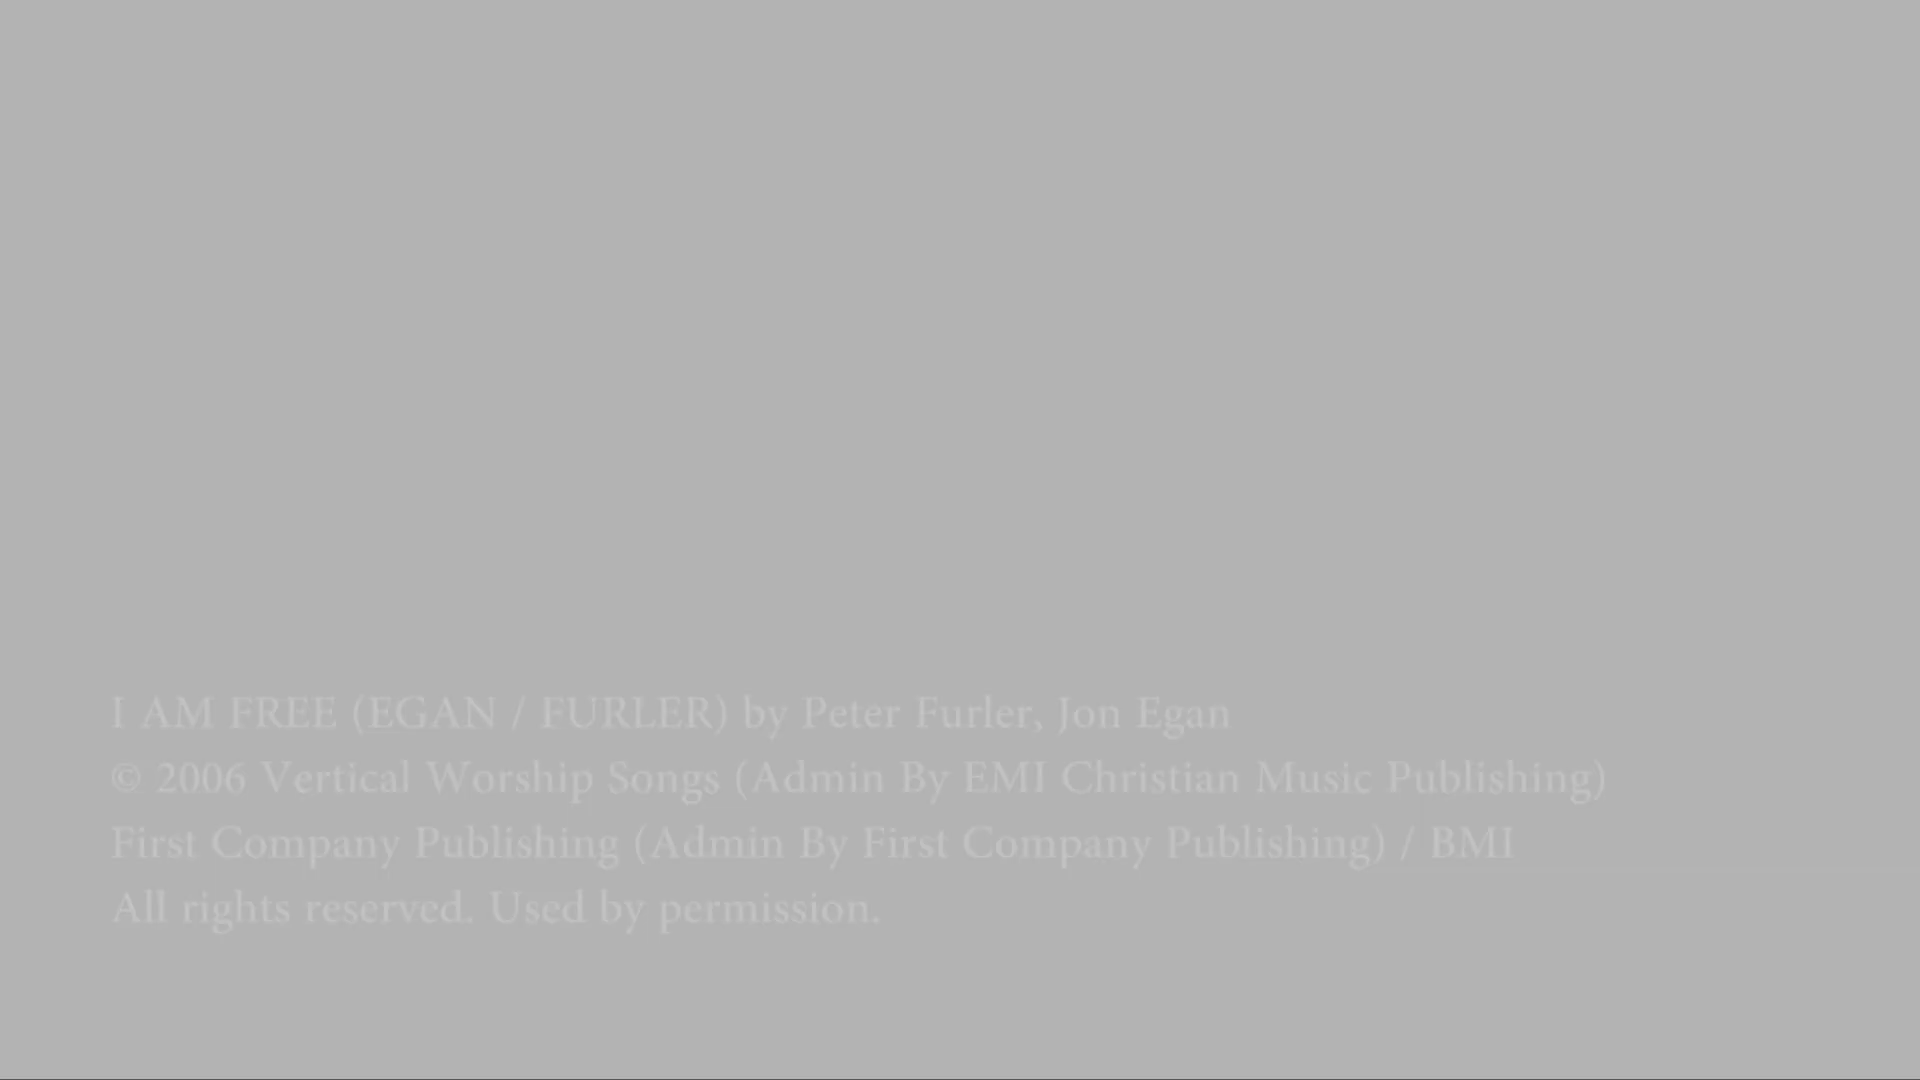 I AM FREE (EGAN / FURLER) by Peter Furler, Jon Egan
© 2006 Vertical Worship Songs (Admin By EMI Christian Music Publishing)
First Company Publishing (Admin By First Company Publishing) / BMI
All rights reserved. Used by permission.